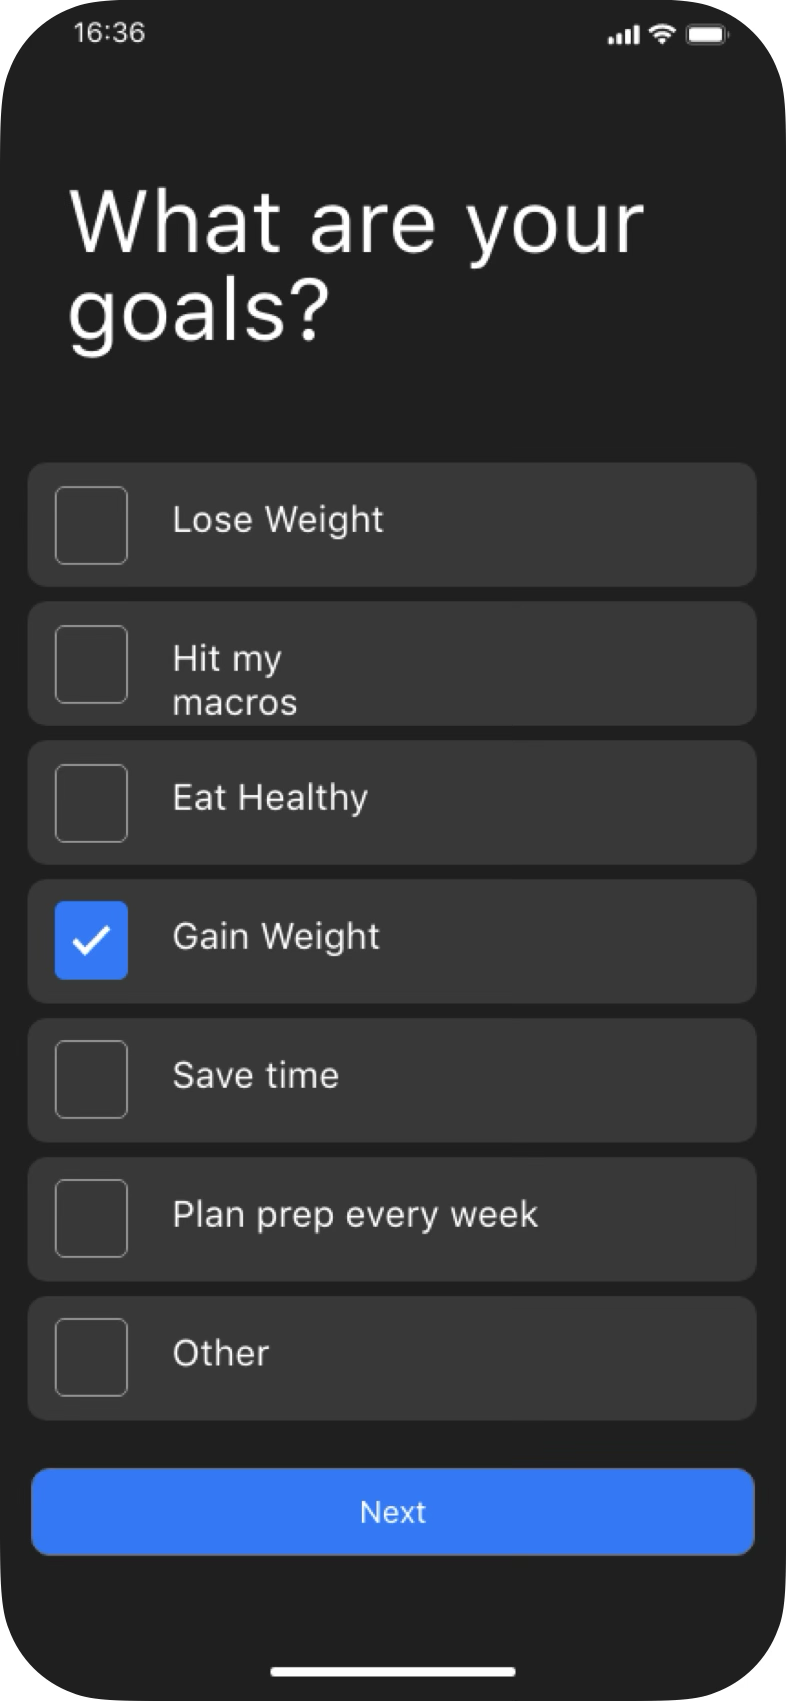 16:36
What are your
goals?
Lose Weight
Hit my
macros
Eat Healthy
Gain Weight
Save time
Plan prep every week
Other
Next